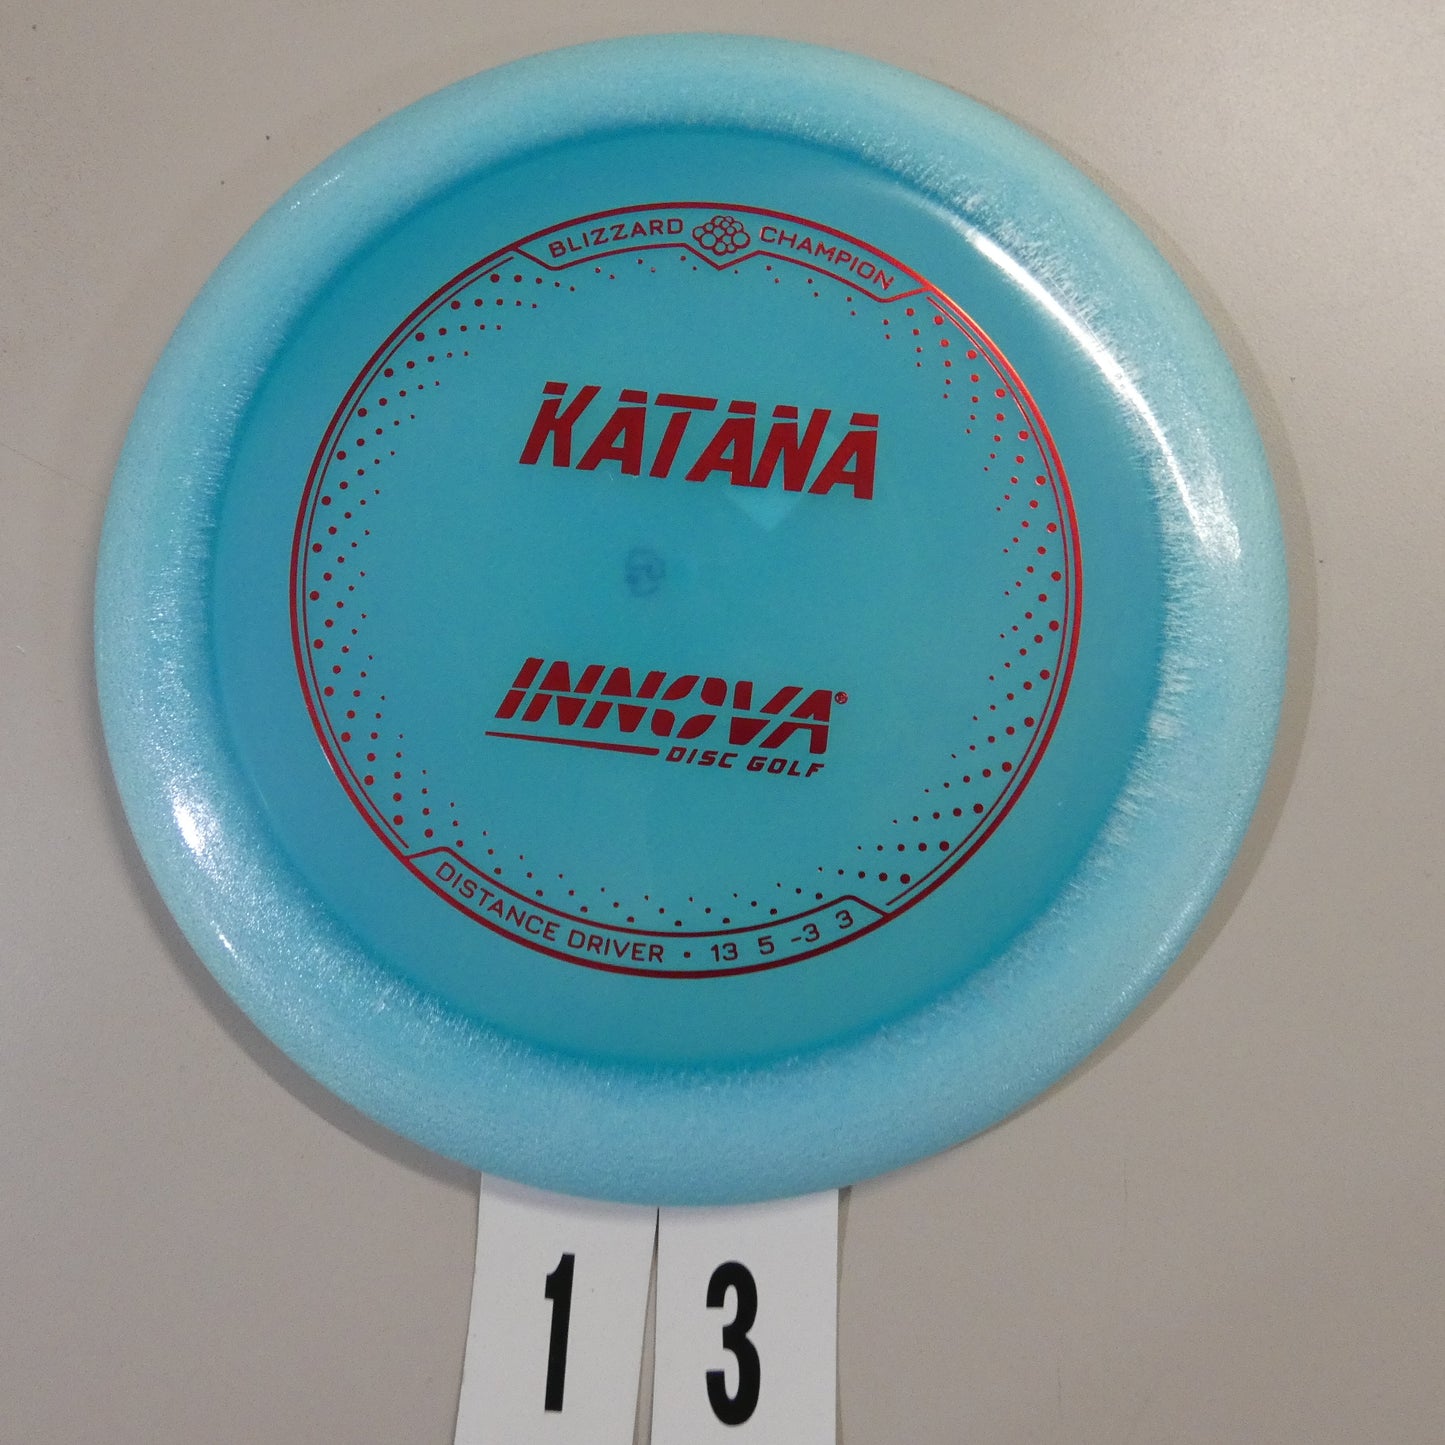 BLIZZARD CHAMPION
KATANA
INNOVA®
DISC GOLF
DISTANCE DRIVER • 13 5 -3 3
1 3